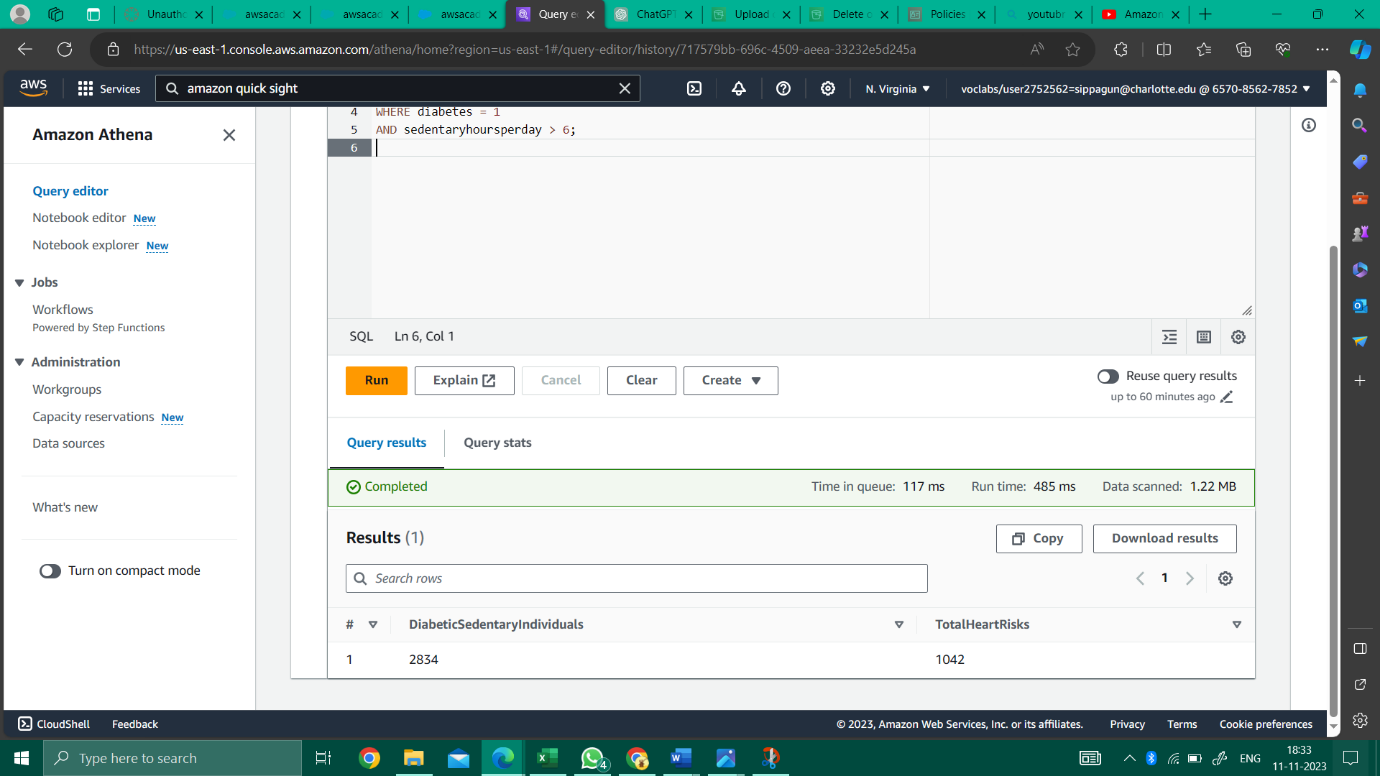 Unautho
awsacad
awsacad
awsacad
Query e
ChatGPT
Upload
Delete o
Policies
youtube
Amazon
https://us-east-1.console.aws.amazon.com/athena/home?region=us-east-1#/query-editor/history/717579bb-696c-4509-aeea-33232e5d245a
aws
Services
amazon quick sight
N. Virginia
voclabs/user2752562=sippagun@charlotte.edu @ 6570-8562-7852
Amazon Athena
Query editor
Notebook editor New
Notebook explorer New
Jobs
Workflows
Powered by Step Functions
Administration
Workgroups
Capacity reservations New
Data sources
What's new
Turn on compact mode
4 WHERE diabetes = 1
5 AND sedentaryhoursperday > 6;
6
SQL Ln 6, Col 1
Run Explain Cancel Clear Create
Reuse query results
up to 60 minutes ago
Query results Query stats
Completed Time in queue: 117 ms Run time: 485 ms Data scanned: 1.22 MB
Results (1) Copy Download results
Search rows 1
# DiabeticSedentaryIndividuals TotalHeartRisks
1 2834 1042
CloudShell Feedback © 2023, Amazon Web Services, Inc. or its affiliates. Privacy Terms Cookie preferences
Type here to search 4 ENG 18:33
11-11-2023